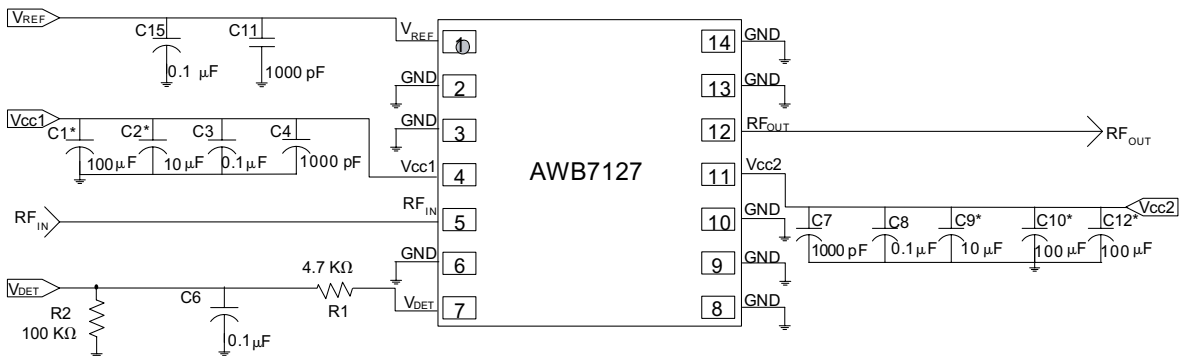 VREF
C15
C11
0.1 µF
1000 pF
VREF
1
GND
2
GND
3
Vcc1
C1*
C2*
C3
C4
100µF
10µF
0.1µF
1000 pF
Vcc1
4
RFIN
RFIN
5
GND
6
VDET
R2
100 KΩ
C6
0.1µF
4.7 KΩ
R1
VDET
7
AWB7127
14
GND
13
GND
12
RFOUT
RFOUT
11
Vcc2
Vcc2
10
GND
C7
C8
C9*
C10*
C12*
1000 pF
0.1µF
10 µF
100 µF
100 µF
9
GND
8
GND